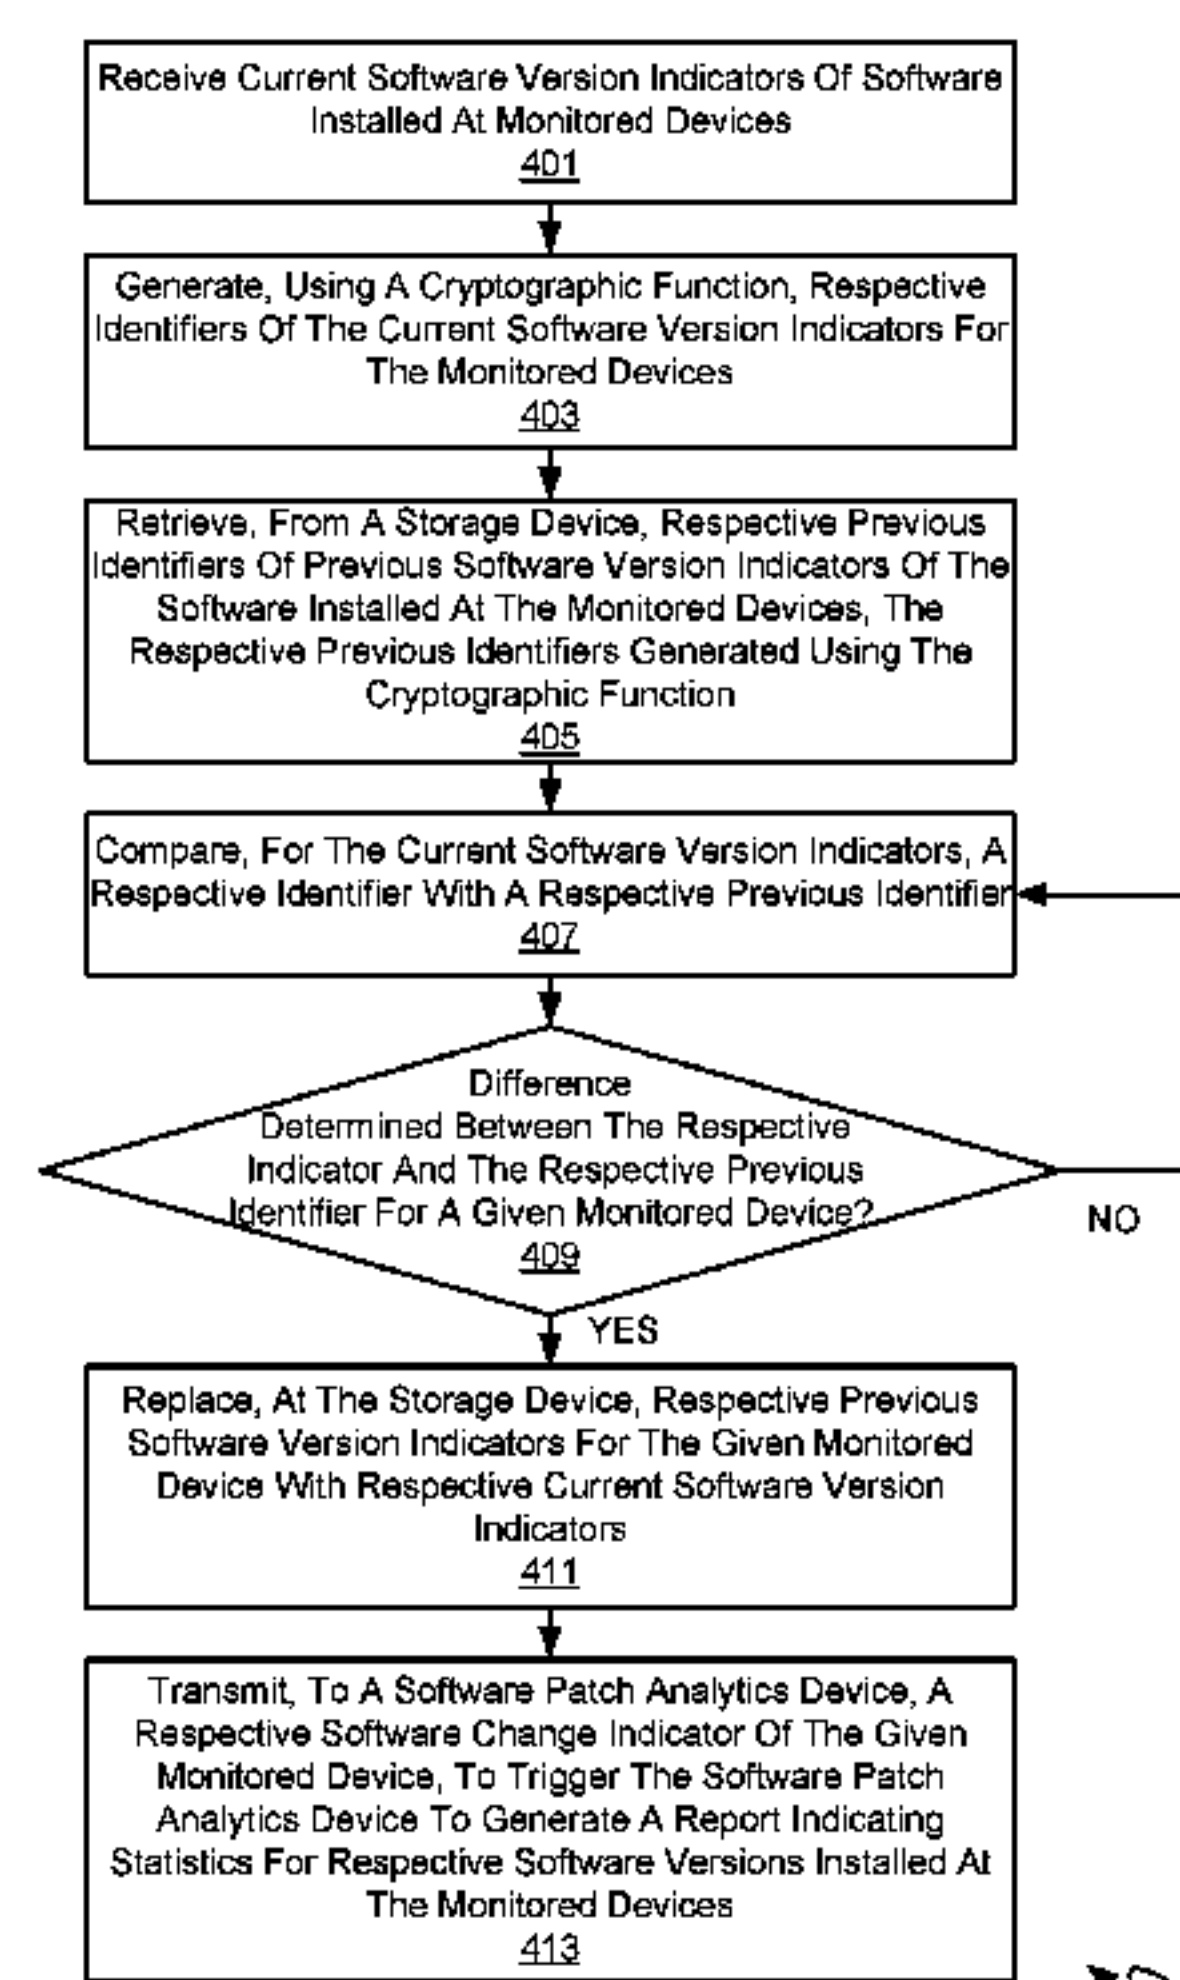 Receive Current Software Version Indicators Of Software
Installed At Monitored Devices
401
Generate, Using A Cryptographic Function, Respective
Identifiers Of The Current Software Version Indicators For
The Monitored Devices
403
Retrieve, From A Storage Device, Respective Previous
Identifiers Of Previous Software Version Indicators Of The
Software Installed At The Monitored Devices, The
Respective Previous Identifiers Generated Using The
Cryptographic Function
405
Compare, For The Current Software Version Indicators, A
Respective Identifier With A Respective Previous Identifier
407
Difference
Determined Between The Respective
Indicator And The Respective Previous
Identifier For A Given Monitored Device?
409
NO
YES
Replace, At The Storage Device, Respective Previous
Software Version Indicators For The Given Monitored
Device With Respective Current Software Version
Indicators
411
Transmit, To A Software Patch Analytics Device, A
Respective Software Change Indicator Of The Given
Monitored Device, To Trigger The Software Patch
Analytics Device To Generate A Report Indicating
Statistics For Respective Software Versions Installed At
The Monitored Devices
413